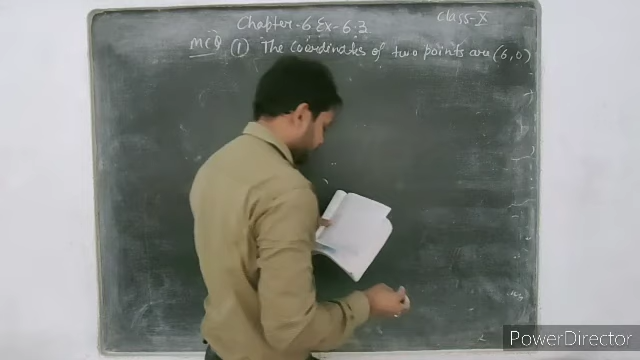 Chapter-6 Ex-6.3
Class-X
MCQ (1) The coordinates of two points are (6,0)
PowerDirector